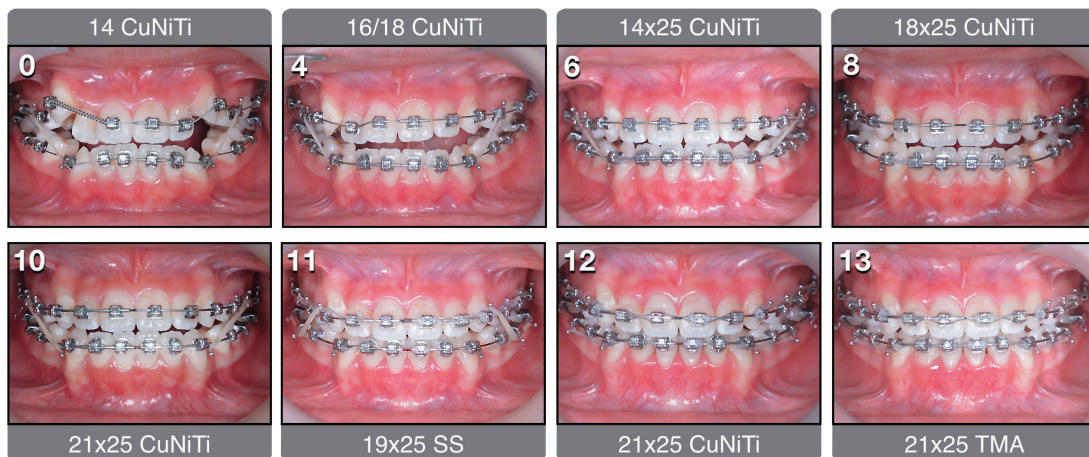 14 CuNiTi
16/18 CuNiTi
14x25 CuNiTi
18x25 CuNiTi
0
4
6
8
10
11
12
13
21x25 CuNiTi
19x25 SS
21x25 CuNiTi
21x25 TMA